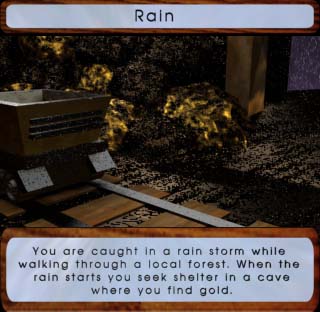 Rain
You are caught in a rain storm while
walking through a local forest. When the
rain starts you seek shelter in a cave
where you find gold.